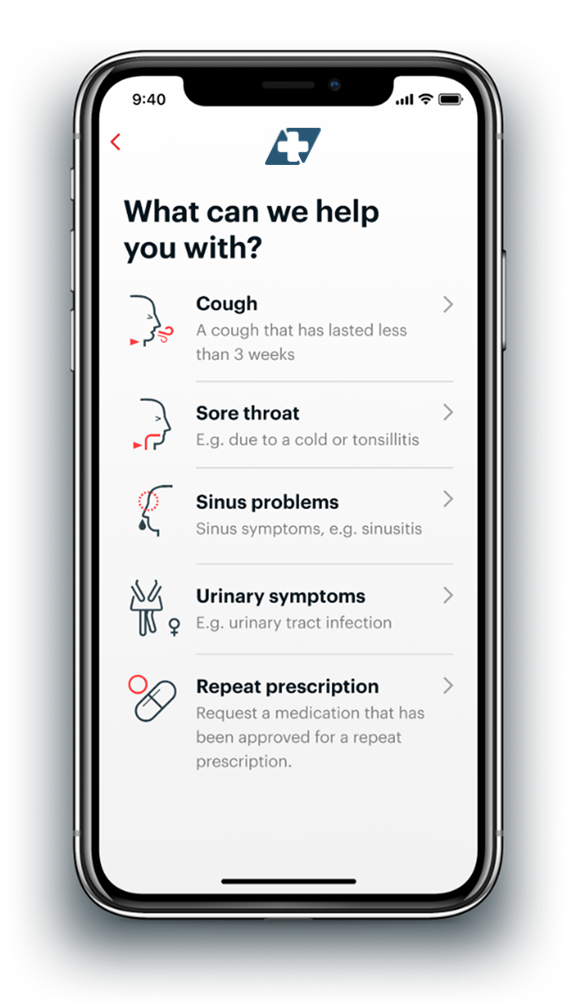 9:40
What can we help
you with?
Cough
A cough that has lasted less
than 3 weeks
Sore throat
E.g. due to a cold or tonsillitis
Sinus problems
Sinus symptoms, e.g. sinusitis
Urinary symptoms
E.g. urinary tract infection
Repeat prescription
Request a medication that has
been approved for a repeat
prescription.